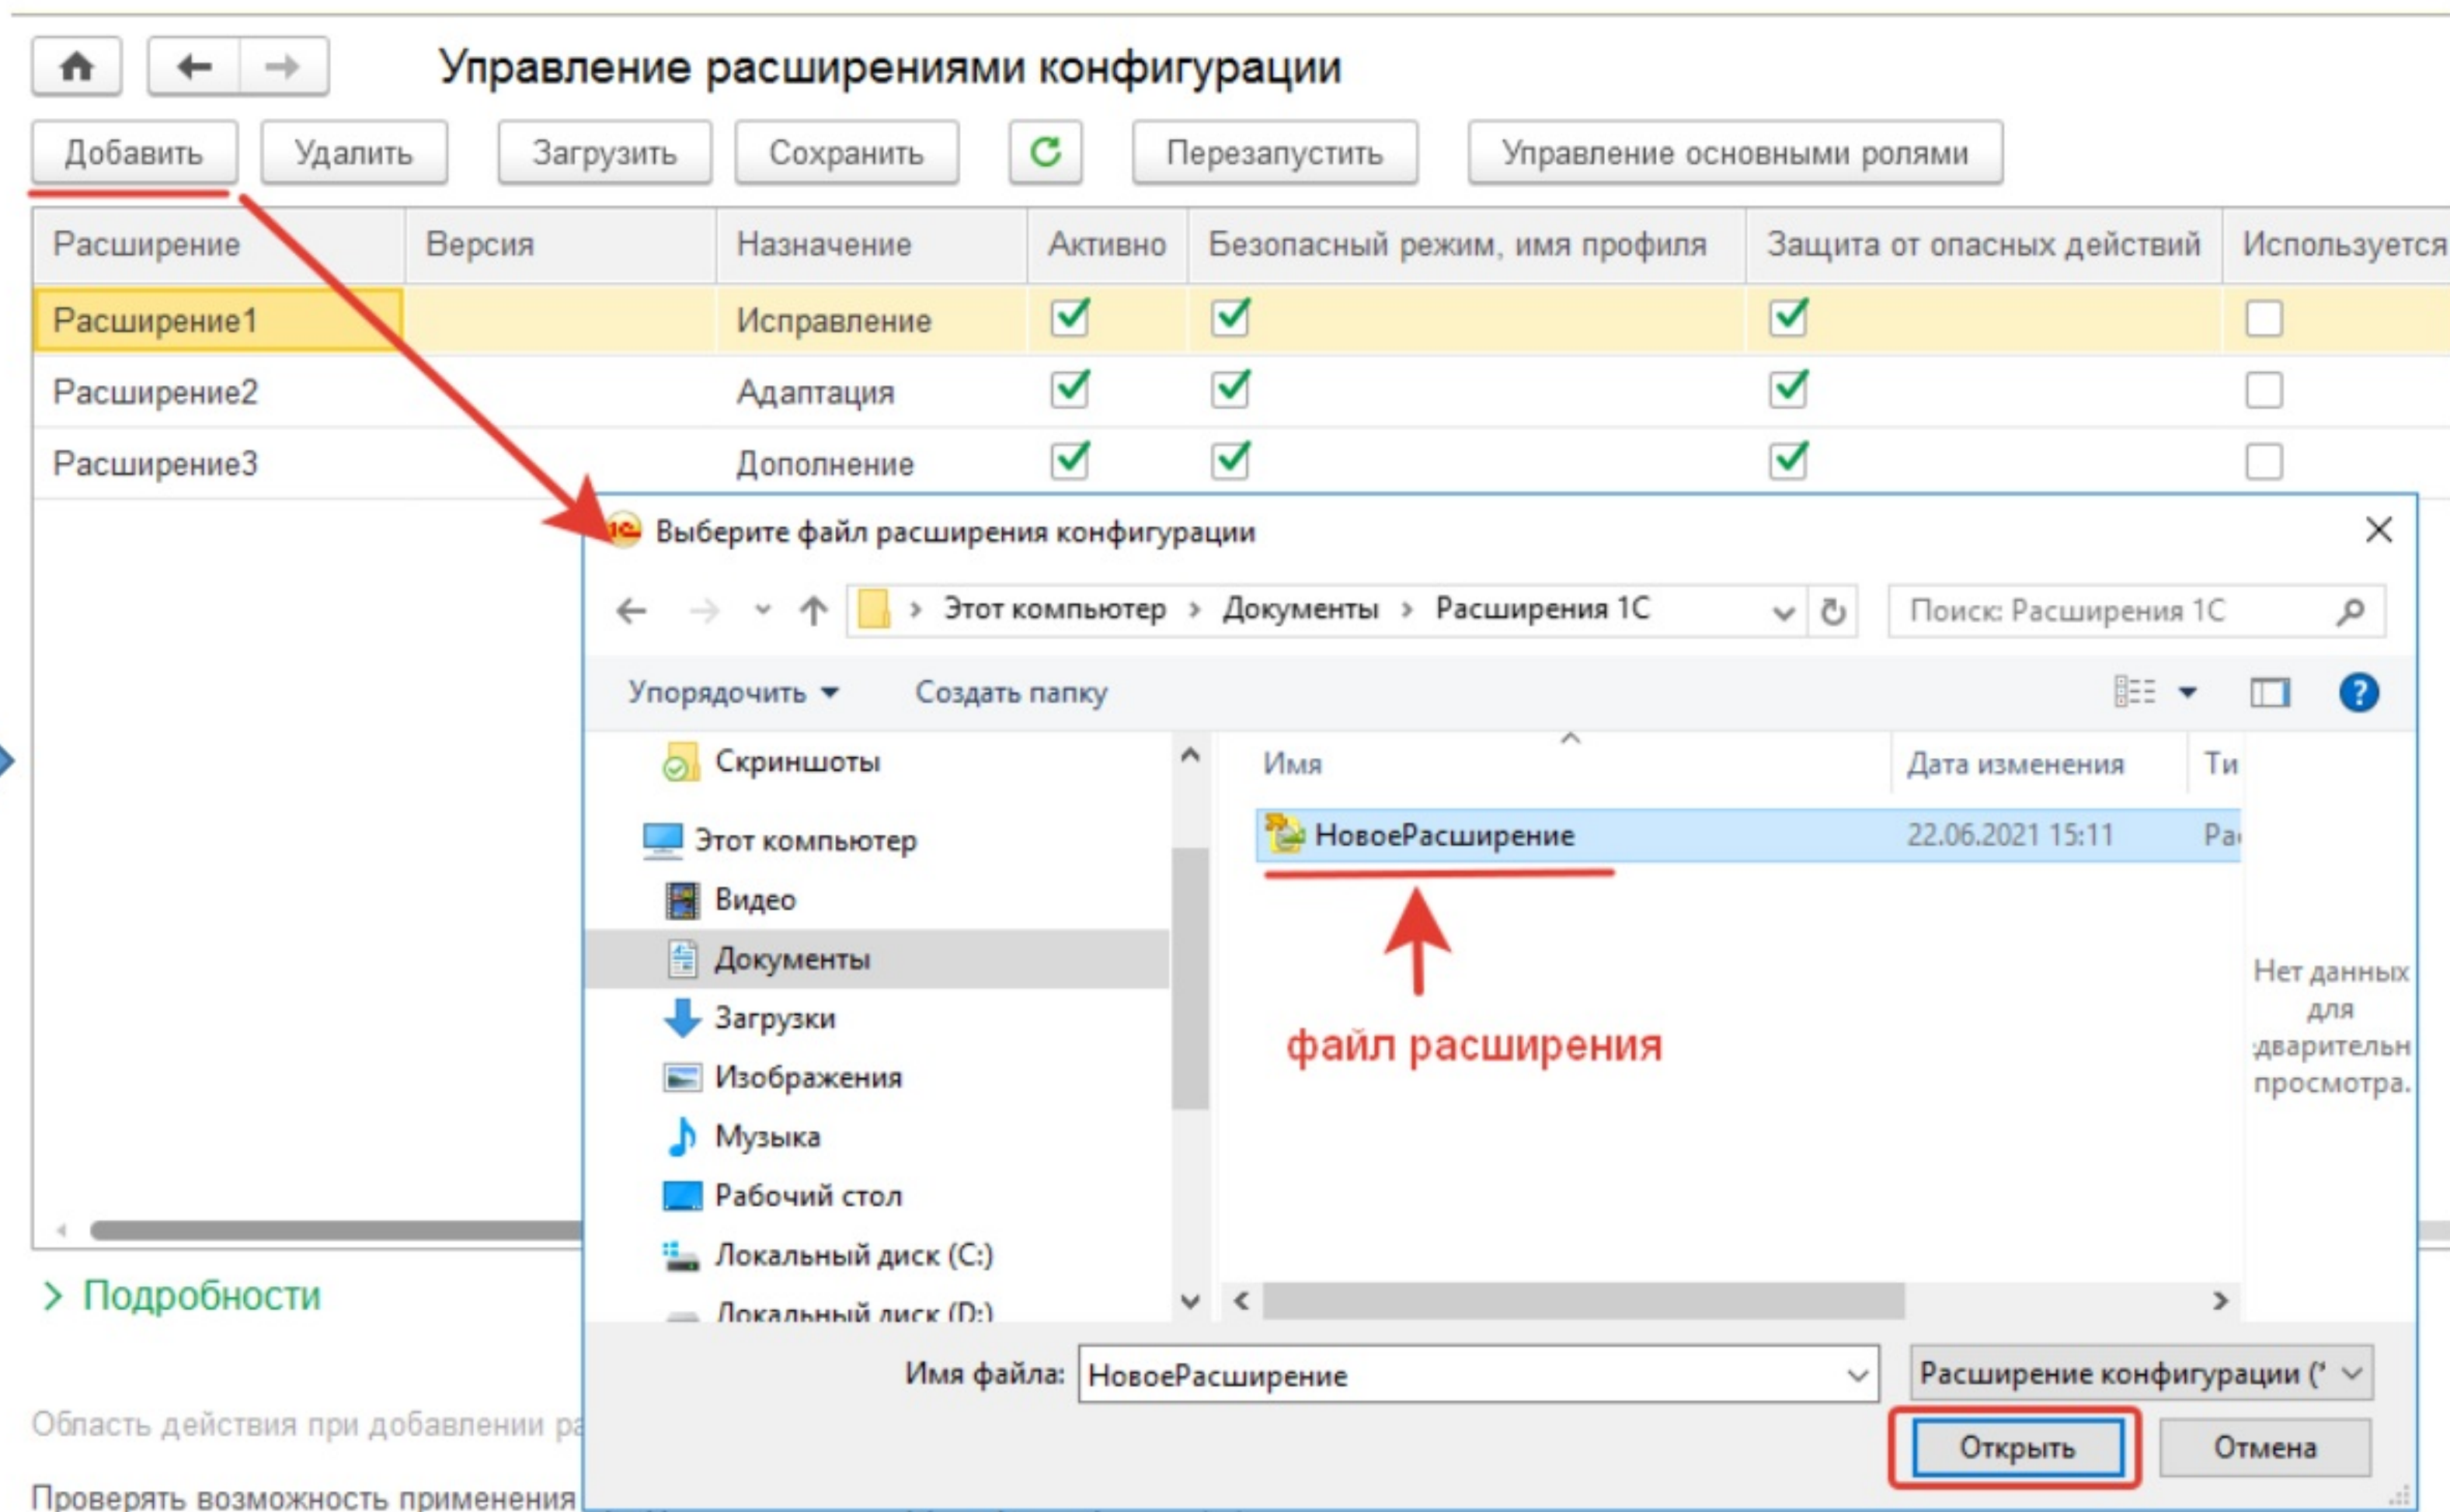 Управление расширениями конфигурации
Добавить Удалить Загрузить Сохранить Перезапустить Управление основными ролями
Расширение Версия Назначение Активно Безопасный режим, имя профиля Защита от опасных действий Используется
Расширение1 Исправление
Расширение2 Адаптация
Расширение3 Дополнение
1С Выберите файл расширения конфигурации
Этот компьютер Документы Расширения 1С Поиск: Расширения 1С
Упорядочить Создать папку
Имя Дата изменения Ти
Скриншоты
Этот компьютер
Видео
Документы
Загрузки
Изображения
Музыка
Рабочий стол
Локальный диск (C:)
Локальный диск (D:)
НовоеРасширение 22.06.2021 15:11 Ра
файл расширения
Нет данных
для
дварительн
просмотра.
Подробности
Имя файла: НовоеРасширение Расширение конфигурации (*
Открыть Отмена
Область действия при добавлении ра
Проверять возможность применения